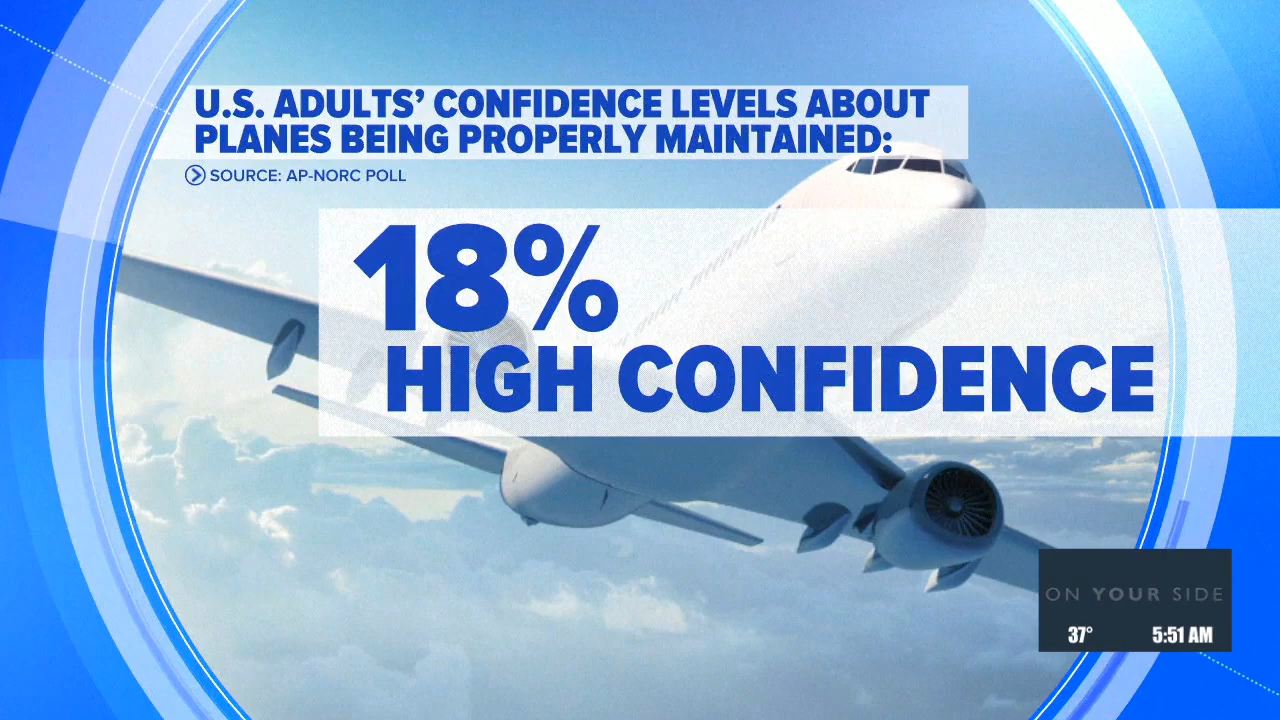 U.S. ADULTS’ CONFIDENCE LEVELS ABOUT
PLANES BEING PROPERLY MAINTAINED:
SOURCE: AP-NORC POLL
18%
HIGH CONFIDENCE
ON YOUR SIDE
37° 5:51 AM